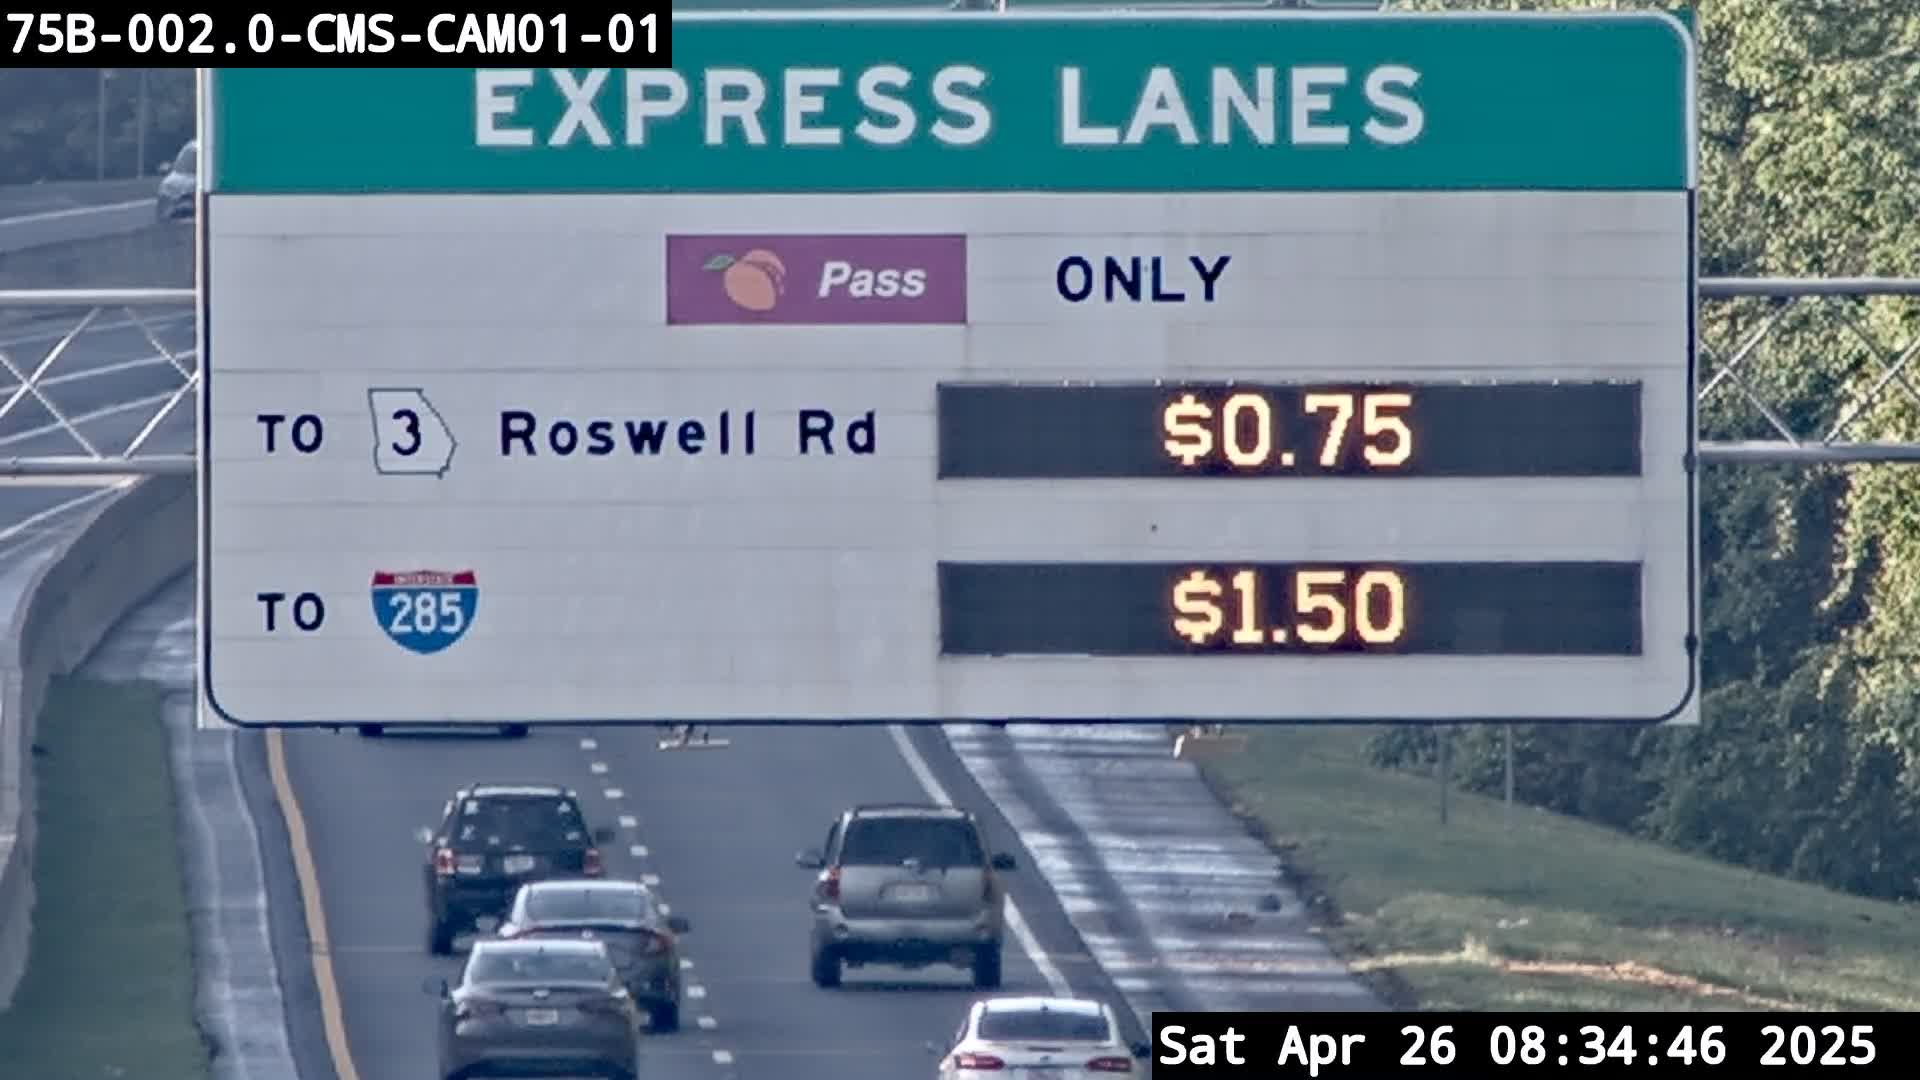 75B-002.0-CMS-CAM01-01
EXPRESS LANES
Pass ONLY
TO 3 Roswell Rd $0.75
INTERSTATE
TO 285 $1.50
Sat Apr 26 08:34:46 2025